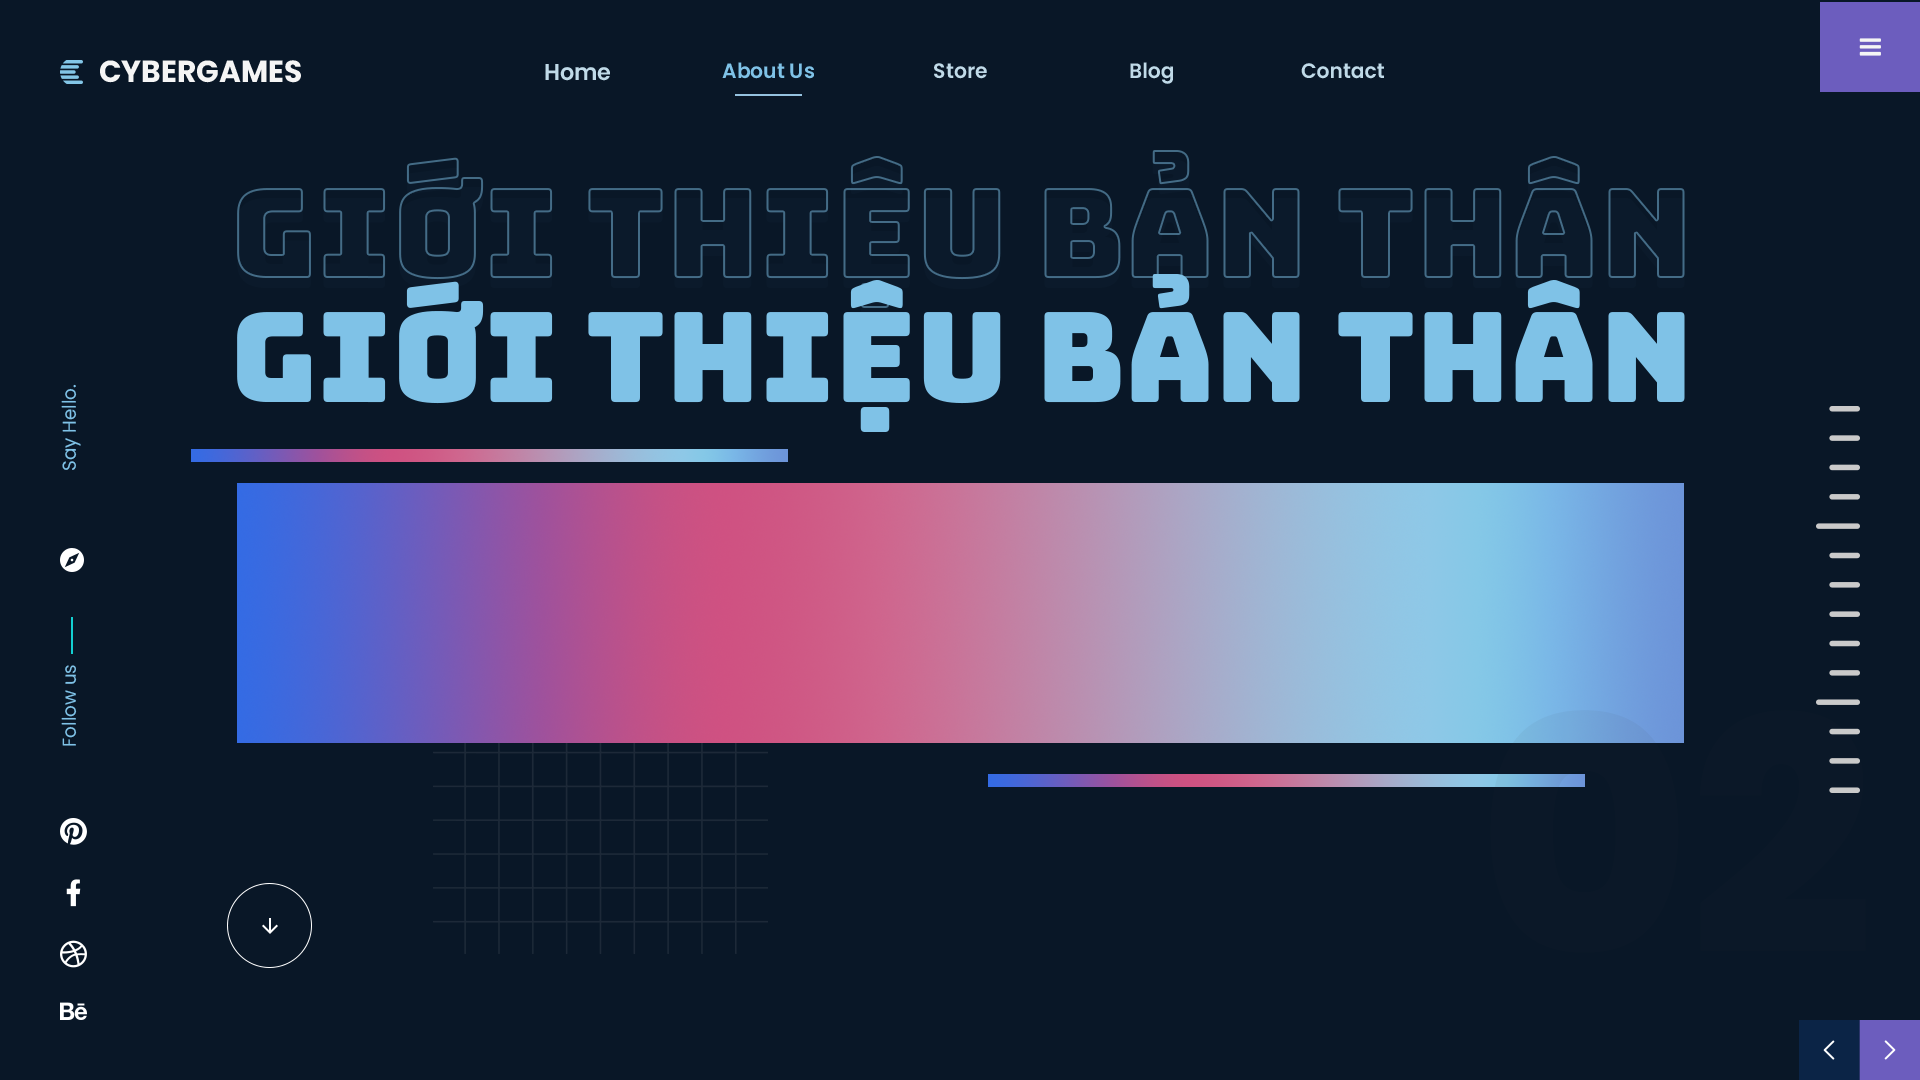 CYBERGAMES
Home
About Us
Store
Blog
Contact
GIỚI THIỆU BẢN THÂN
GIỚI THIỆU BẢN THÂN
Say Hello.
Follow us
Bē
02